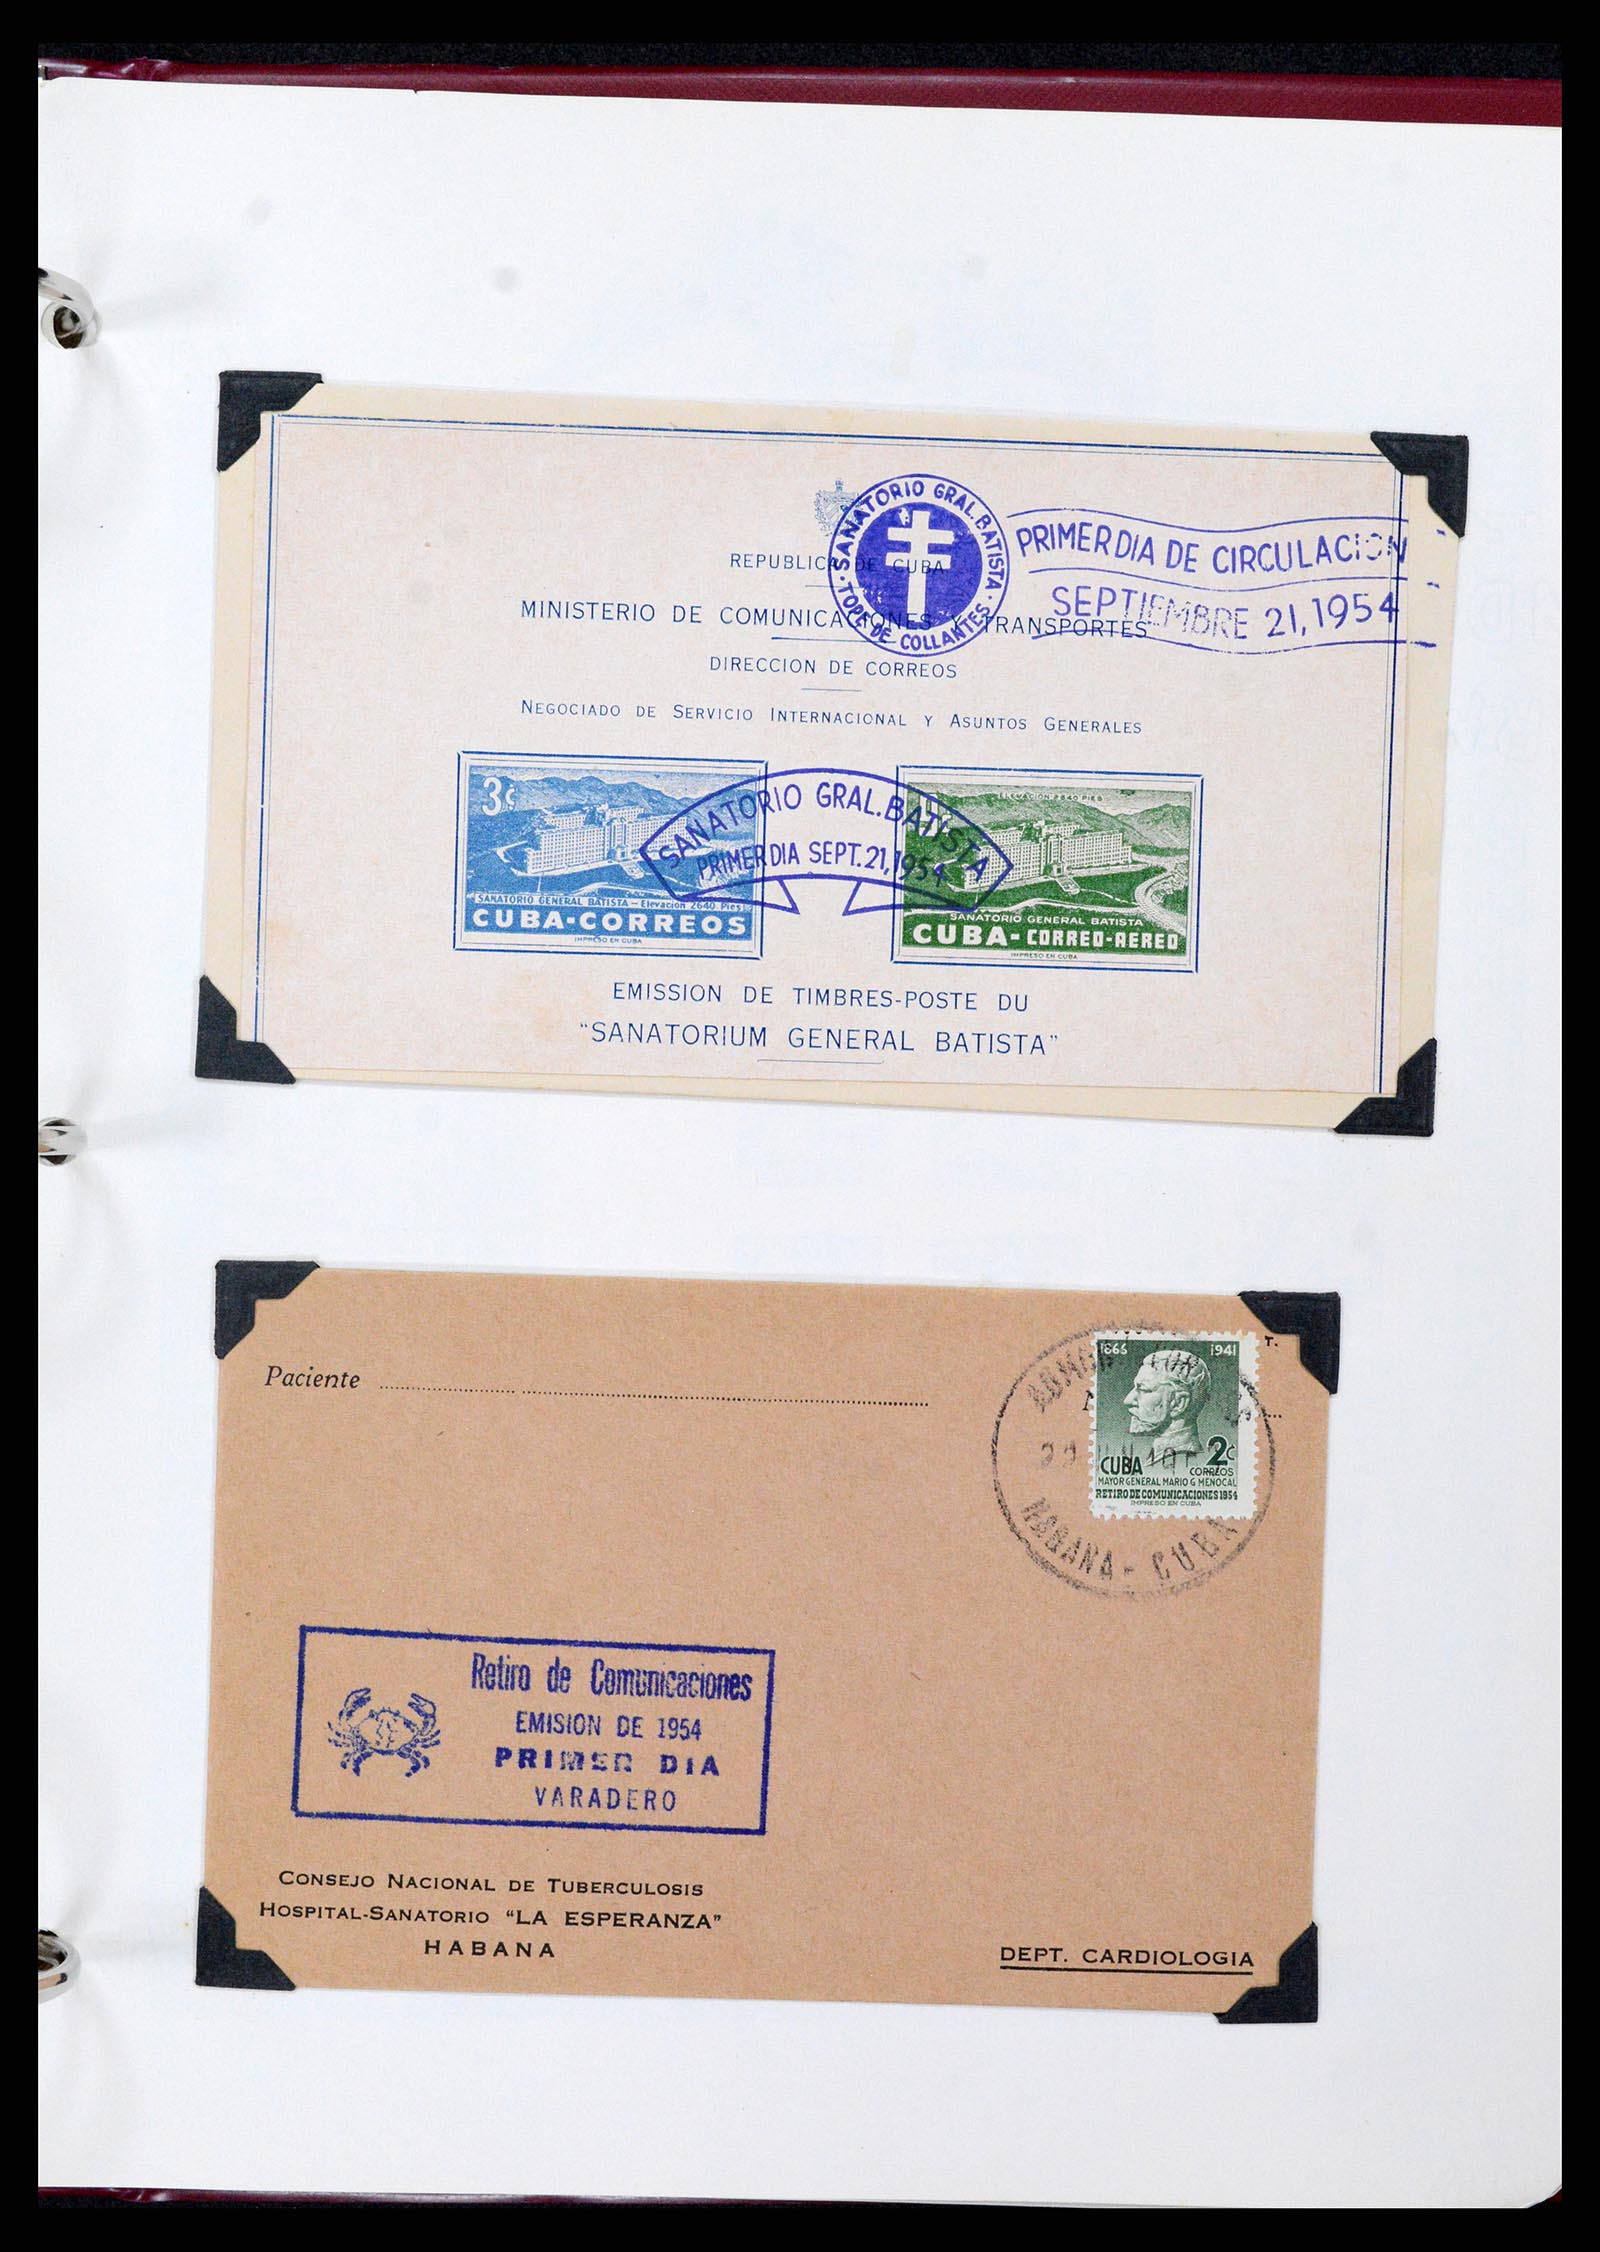 SANATORIO GRAL. BATISTA
· TOPE DE COLLANTES ·
PRIMER DIA DE CIRCULACION
SEPTIEMBRE 21, 1954
REPUBLICA DE CUBA
MINISTERIO DE COMUNICACIONES Y TRANSPORTES
DIRECCION DE CORREOS
NEGOCIADO DE SERVICIO INTERNACIONAL Y ASUNTOS GENERALES
3¢
SANATORIO GENERAL BATISTA - Elevación 2640 Pies
CUBA-CORREOS
IMPRESO EN CUBA
SANATORIO GRAL. BATISTA
PRIMER DIA SEPT. 21, 1954
ELEVACION 2640 PIES
SANATORIO GENERAL BATISTA
CUBA-CORREO-AEREO
IMPRESO EN CUBA
EMISSION DE TIMBRES-POSTE DU
"SANATORIUM GENERAL BATISTA"
Paciente
T.
1866 1941
2¢
CUBA CORREOS
MAYOR GENERAL MARIO G MENOCAL
RETIRO DE COMUNICACIONES 1954
IMPRESO EN CUBA
HABANA - CUBA
Retiro de Comunicaciones
EMISION DE 1954
PRIMER DIA
VARADERO
CONSEJO NACIONAL DE TUBERCULOSIS
HOSPITAL-SANATORIO "LA ESPERANZA"
HABANA
DEPT. CARDIOLOGIA